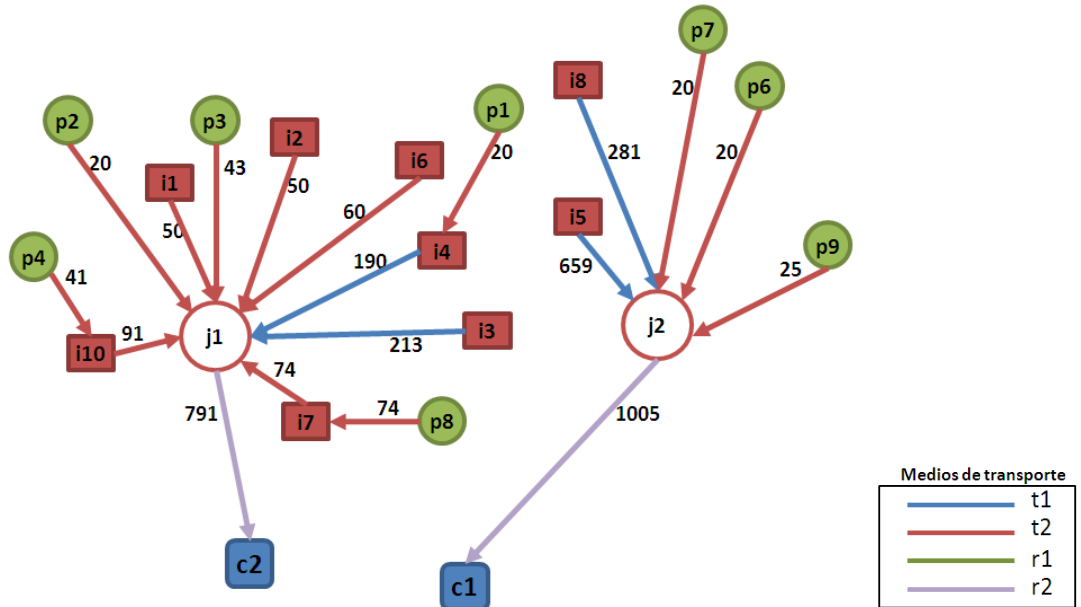 p7
i8
p6
p1
p2
p3
i2
20
281
i6
20
20
20
43
i1
50
i5
60
50
i4
p9
p4
190
659
25
41
j2
i3
91
j1
i10
213
74
74
791
1005
i7
p8
Medios de transporte
t1
t2
c2
r1
c1
r2